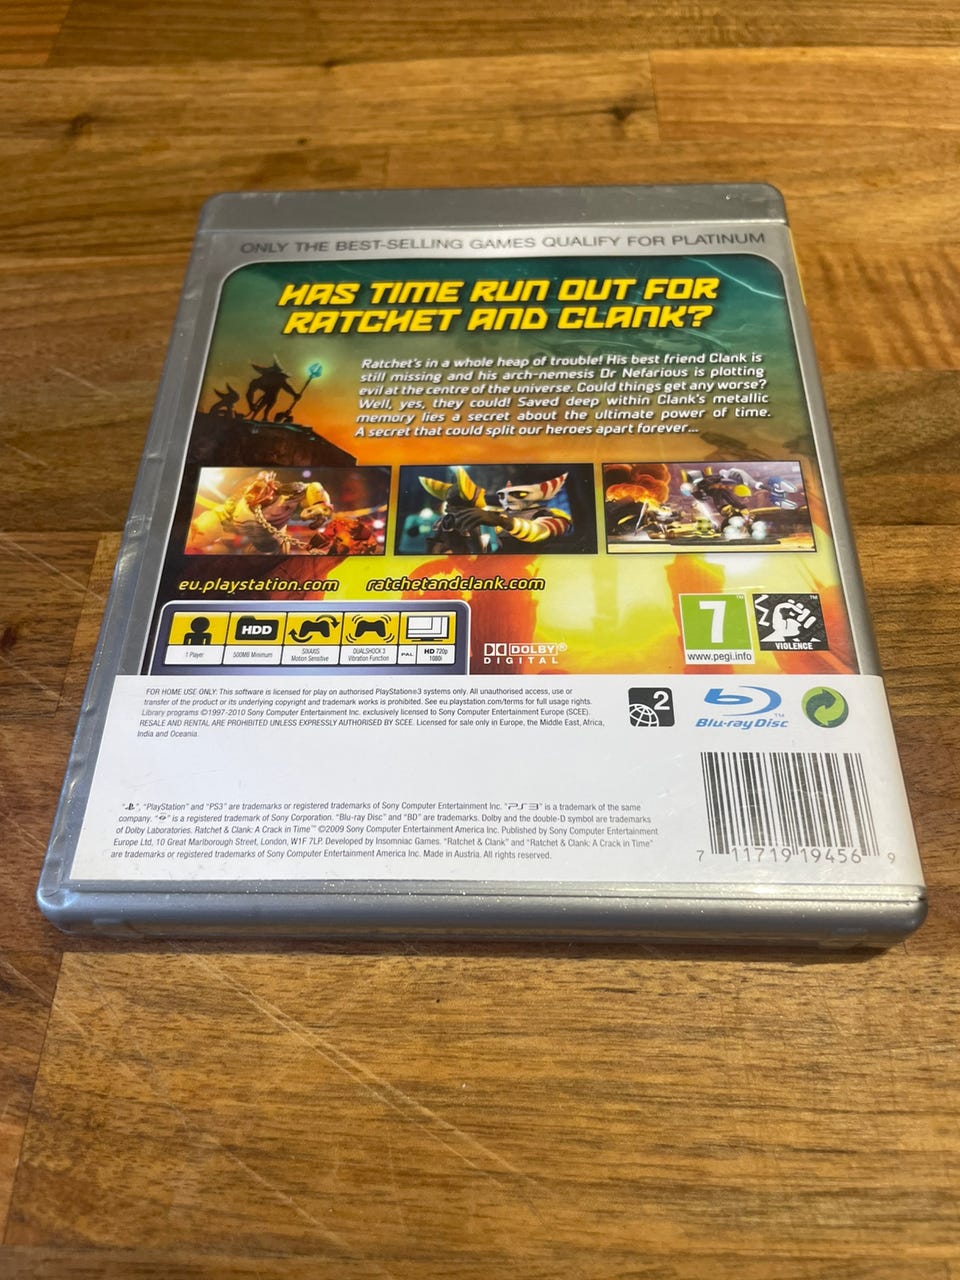 ONLY THE BEST-SELLING GAMES QUALIFY FOR PLATINUM
HAS TIME RUN OUT FOR
RATCHET AND CLANK?
Ratchet's in a whole heap of trouble! His best friend Clank is
still missing and his arch-nemesis Dr Nefarious is plotting
evil at the centre of the universe. Could things get any worse?
Well, yes, they could! Saved deep within Clank's metallic
memory lies a secret about the ultimate power of time.
A secret that could split our heroes apart forever...
eu.playstation.com ratchetandclank.com
HDD
1 Player
500MB Minimum
SIXAXIS
Motion Sensitive
DUALSHOCK 3
Vibration Function
PAL
HD 720p
1080i
DOLBY®
DIGITAL
7™
www.pegi.info
™
VIOLENCE
FOR HOME USE ONLY: This software is licensed for play on authorised PlayStation®3 systems only. All unauthorised access, use or
transfer of the product or its underlying copyright and trademark works is prohibited. See eu.playstation.com/terms for full usage rights.
Library programs ©1997-2010 Sony Computer Entertainment Inc. exclusively licensed to Sony Computer Entertainment Europe (SCEE).
RESALE AND RENTAL ARE PROHIBITED UNLESS EXPRESSLY AUTHORISED BY SCEE. Licensed for sale only in Europe, the Middle East, Africa,
India and Oceania.
2
Blu-ray Disc™
", "PlayStation" and "PS3" are trademarks or registered trademarks of Sony Computer Entertainment Inc. "PS3" is a trademark of the same
company. " " is a registered trademark of Sony Corporation. "Blu-ray Disc" and "BD" are trademarks. Dolby and the double-D symbol are trademarks
of Dolby Laboratories. Ratchet & Clank: A Crack in Time™ ©2009 Sony Computer Entertainment America Inc. Published by Sony Computer Entertainment
Europe Ltd, 10 Great Marlborough Street, London, W1F 7LP. Developed by Insomniac Games. "Ratchet & Clank" and "Ratchet & Clank: A Crack in Time"
are trademarks or registered trademarks of Sony Computer Entertainment America Inc. Made in Austria. All rights reserved.
7 11719 19456 9